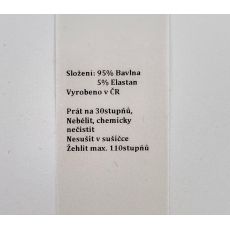 Složení: 95% Bavlna
5% Elastan
Vyrobeno v ČR
Prát na 30stupňů,
Nebělit, chemicky
nečistit
Nesušit v sušičce
Žehlit max. 110stupňů